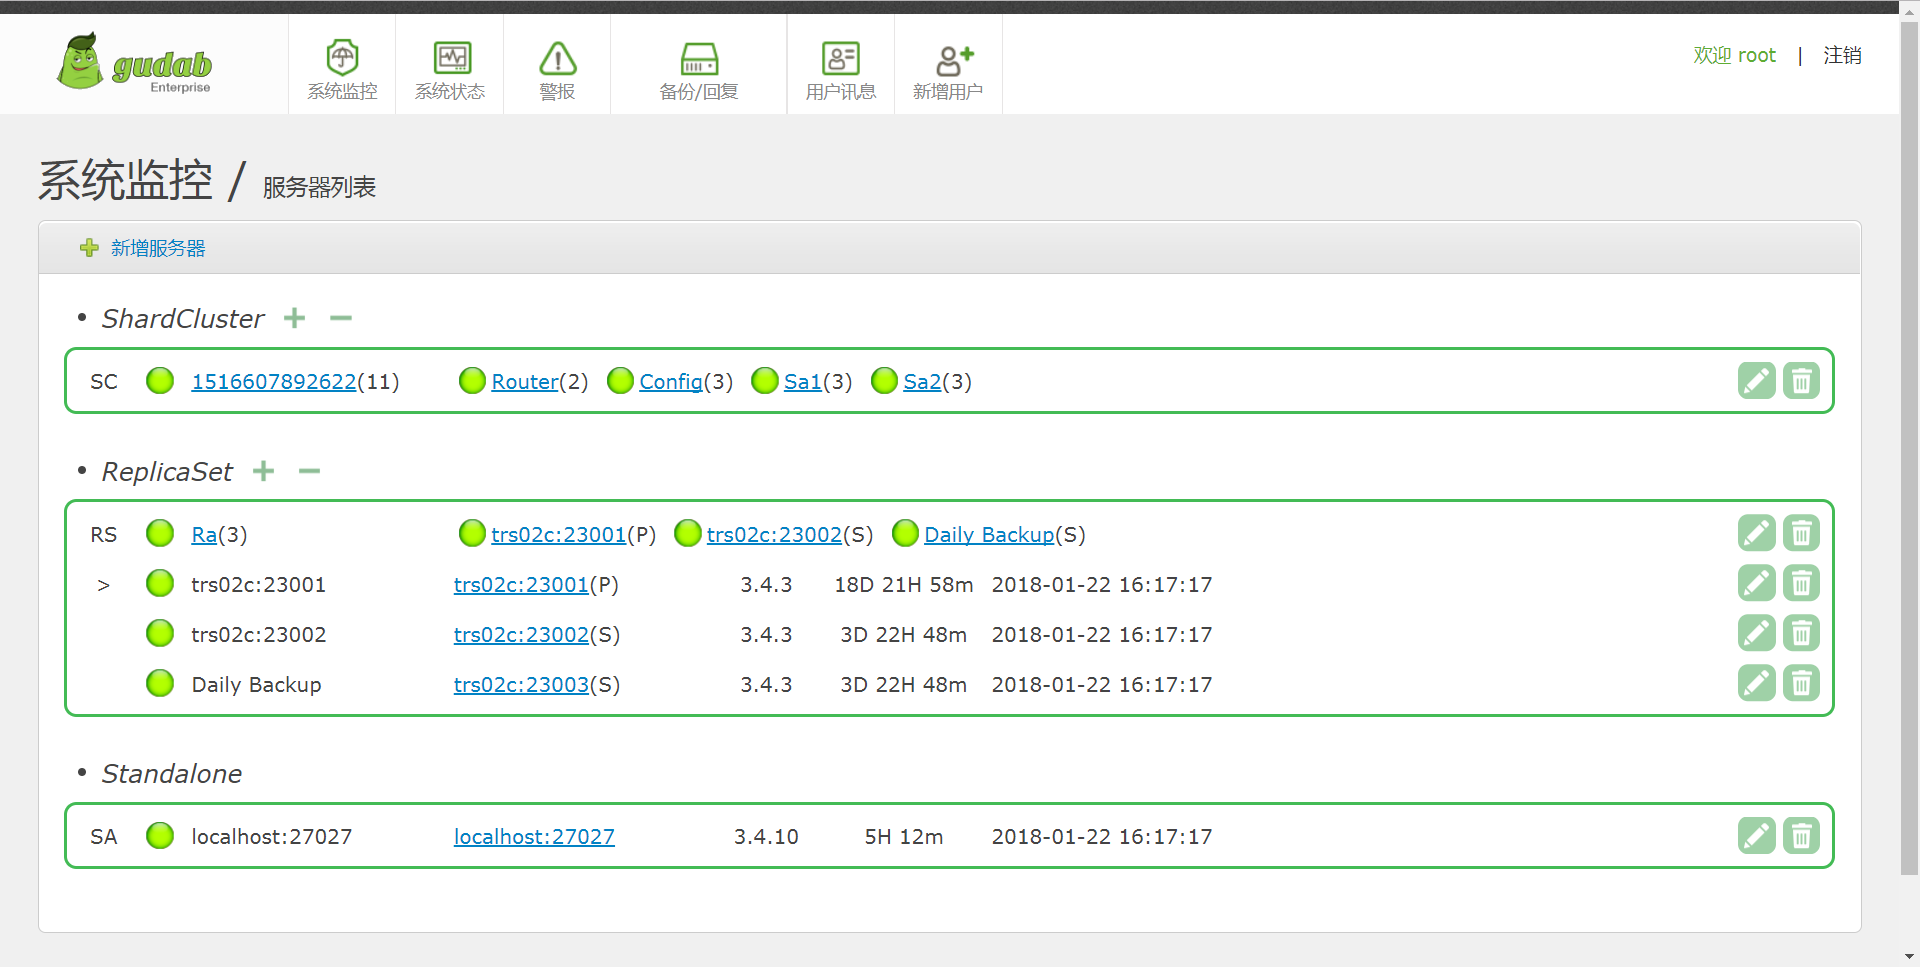 gudab
Enterprise
系统监控
系统状态
警报
备份/回复
用户讯息
新增用户
欢迎 root | 注销
系统监控 / 服务器列表
新增服务器
• ShardCluster
SC 1516607892622(11) Router(2) Config(3) Sa1(3) Sa2(3)
• ReplicaSet
RS Ra(3) trs02c:23001(P) trs02c:23002(S) Daily Backup(S)
> trs02c:23001 trs02c:23001(P) 3.4.3 18D 21H 58m 2018-01-22 16:17:17
trs02c:23002 trs02c:23002(S) 3.4.3 3D 22H 48m 2018-01-22 16:17:17
Daily Backup trs02c:23003(S) 3.4.3 3D 22H 48m 2018-01-22 16:17:17
• Standalone
SA localhost:27027 localhost:27027 3.4.10 5H 12m 2018-01-22 16:17:17